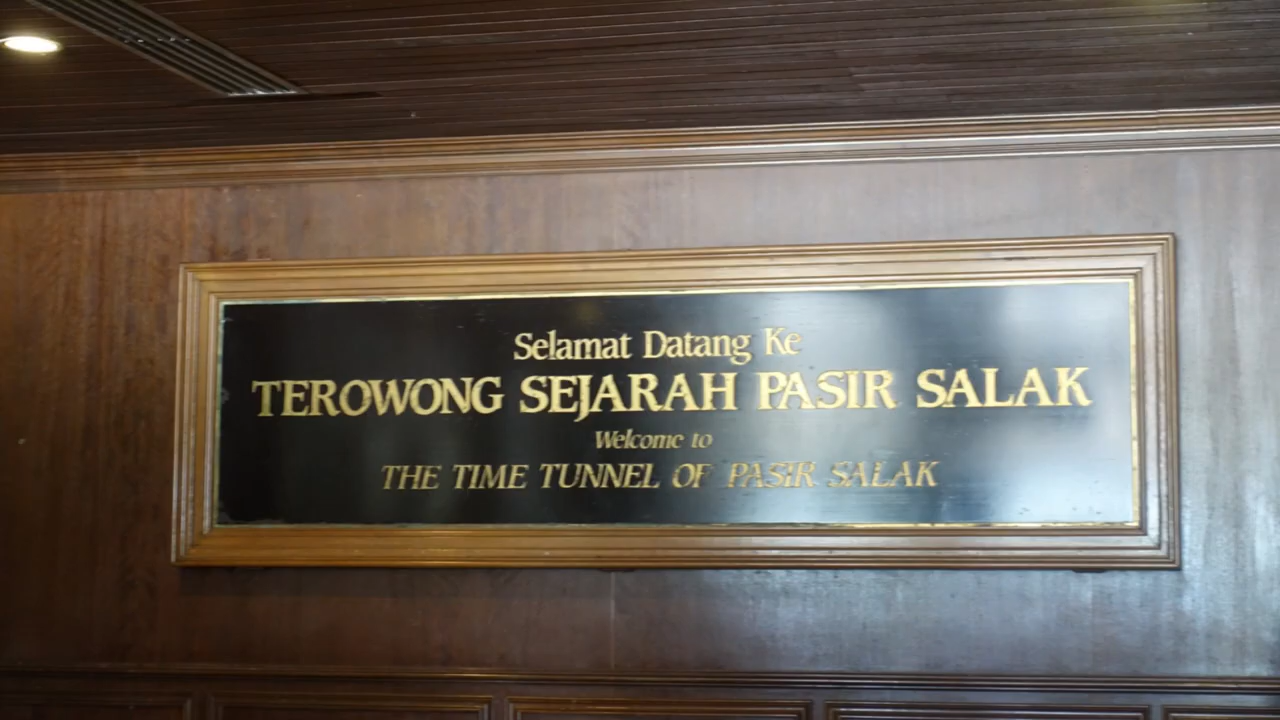 Selamat Datang Ke
TEROWONG SEJARAH PASIR SALAK
Welcome to
THE TIME TUNNEL OF PASIR SALAK